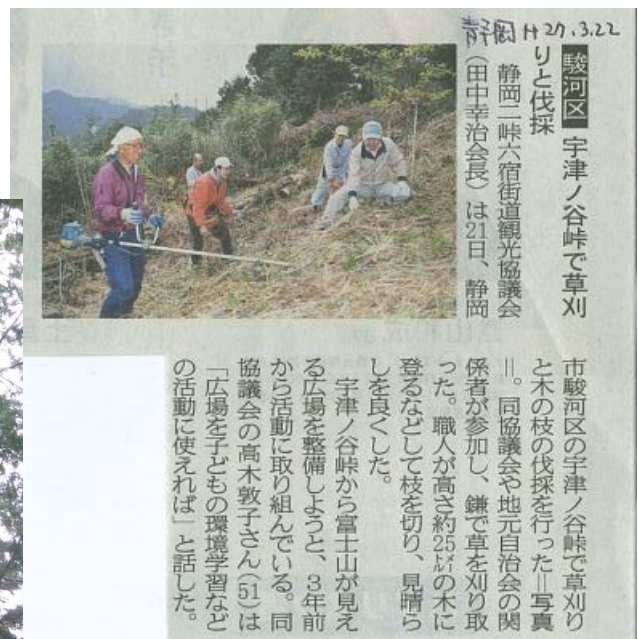 静岡 H27.3.22
駿河区 宇津ノ谷峠で草刈
りと伐採
静岡二峠六宿街道観光協議会
(田中幸治会長)は21日、静岡
市駿河区の宇津ノ谷峠で草刈り
と木の枝の伐採を行った=写真
=。同協議会や地元自治会の関
係者が参加し、鎌で草を刈り取
った。職人が高さ約25㍍の木に
登るなどして枝を切り、見晴ら
しを良くした。
宇津ノ谷峠から富士山が見え
る広場を整備しようと、3年前
から活動に取り組んでいる。同
協議会の高木敦子さん(51)は
「広場を子どもの環境学習など
の活動に使えれば」と話した。